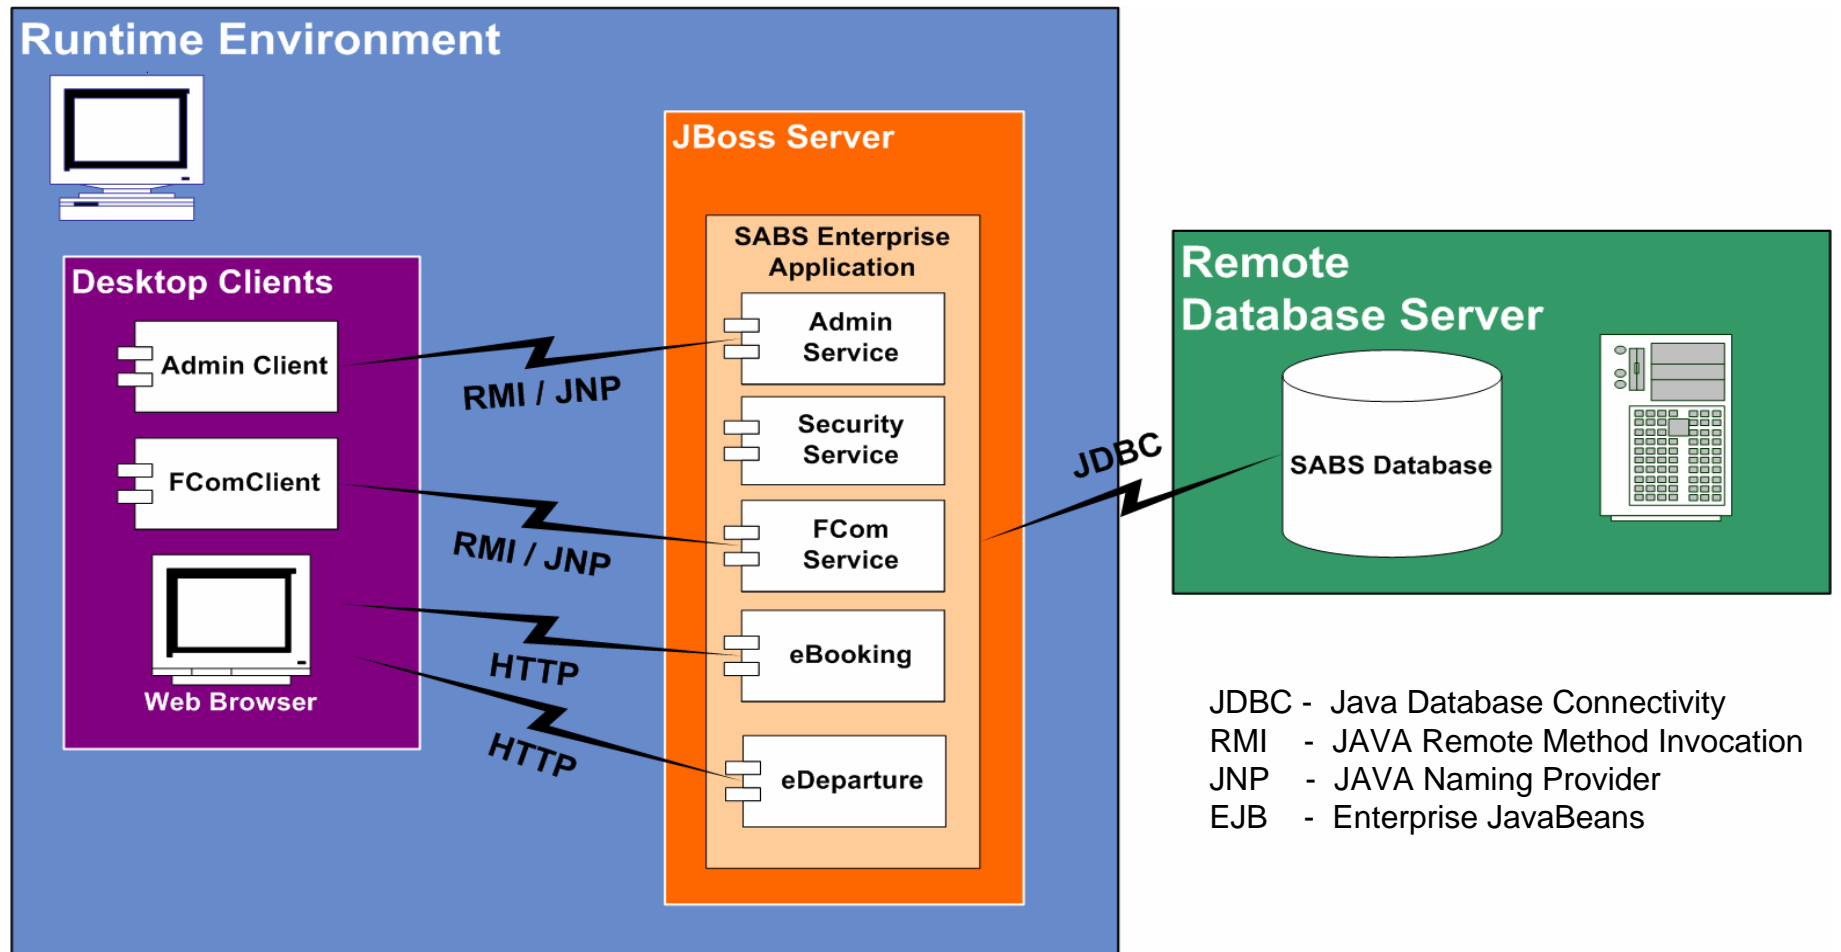 Runtime Environment
Desktop Clients
Admin Client
FComClient
Web Browser
RMI / JNP
RMI / JNP
HTTP
HTTP
JBoss Server
SABS Enterprise
Application
Admin
Service
Security
Service
FCom
Service
eBooking
eDeparture
JDBC
Remote
Database Server
SABS Database
JDBC - Java Database Connectivity
RMI - JAVA Remote Method Invocation
JNP - JAVA Naming Provider
EJB - Enterprise JavaBeans